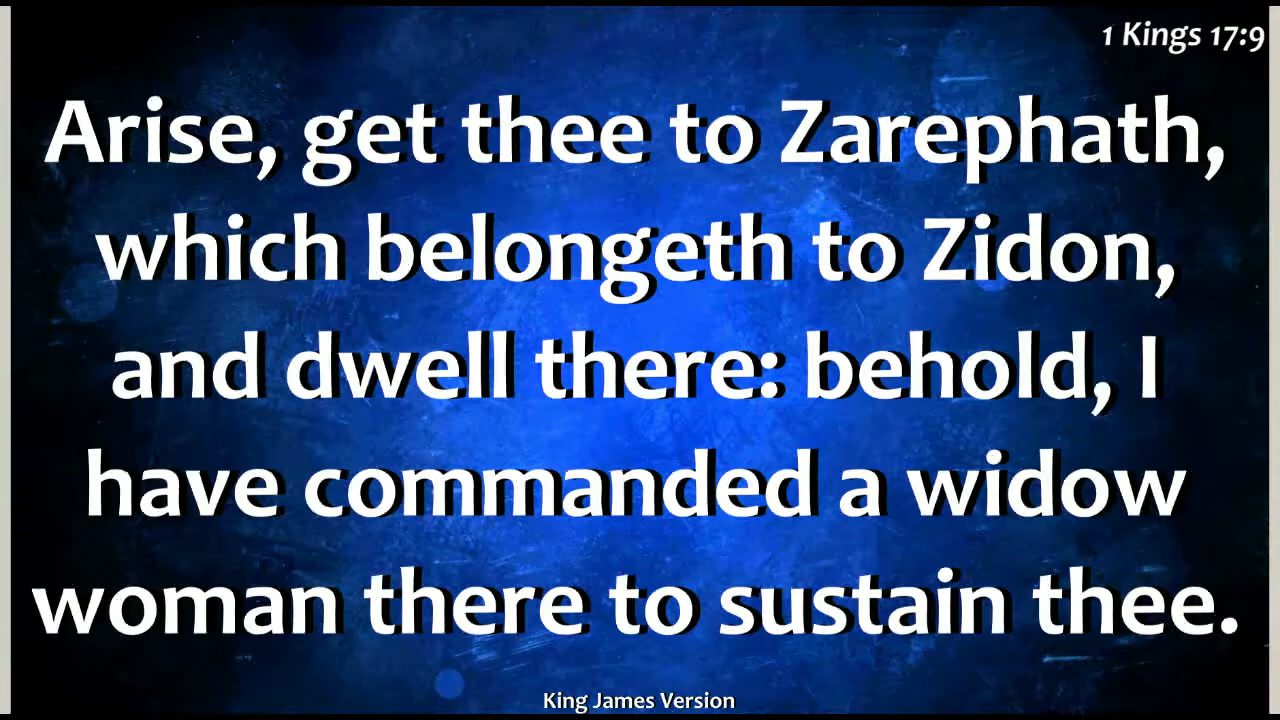 1 Kings 17:9
Arise, get thee to Zarephath,
which belongeth to Zidon,
and dwell there: behold, I
have commanded a widow
woman there to sustain thee.
King James Version